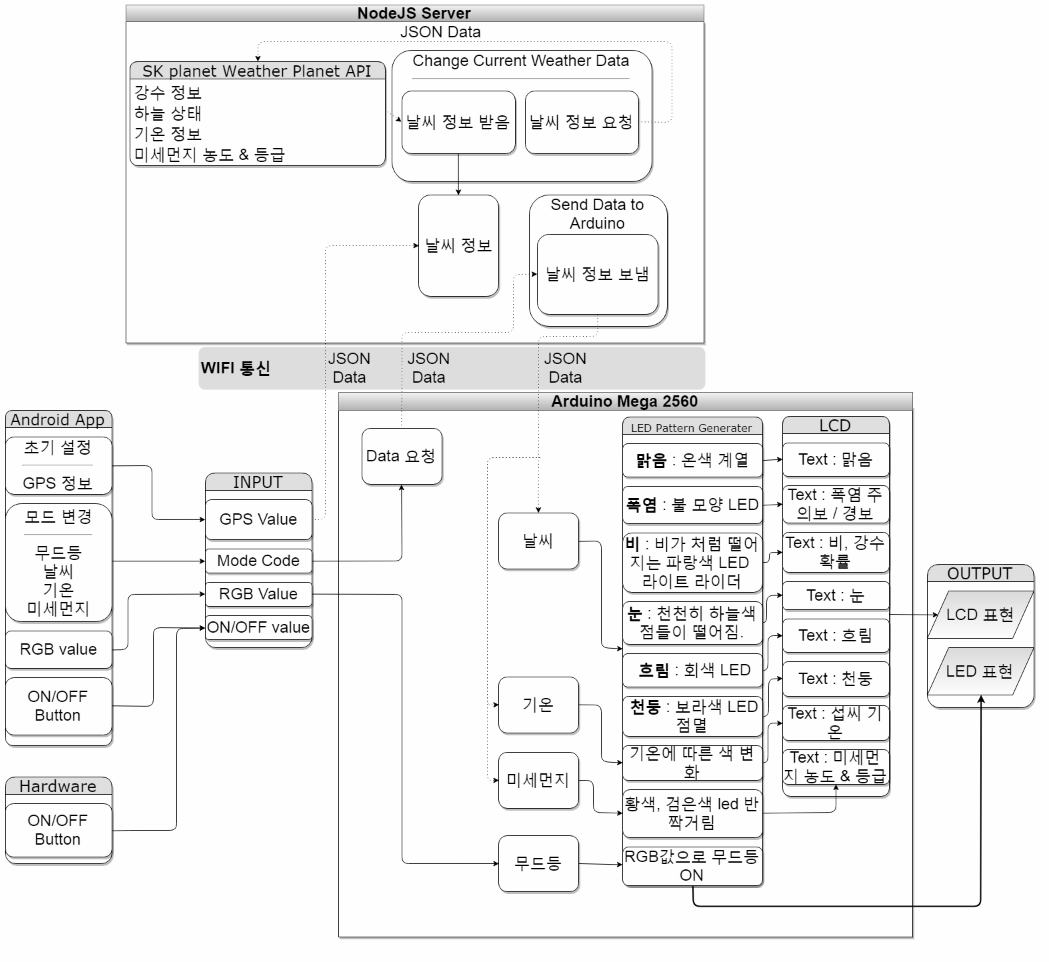 NodeJS Server
JSON Data
SK planet Weather Planet API
강수 정보
하늘 상태
기온 정보
미세먼지 농도 & 등급
Change Current Weather Data
날씨 정보 받음
날씨 정보 요청
날씨 정보
Send Data to
Arduino
날씨 정보 보냄
WIFI 통신
JSON
Data
JSON
Data
JSON
Data
Android App
초기 설정
GPS 정보
모드 변경
무드등
날씨
기온
미세먼지
RGB value
ON/OFF
Button
Hardware
ON/OFF
Button
INPUT
GPS Value
Mode Code
RGB Value
ON/OFF value
Arduino Mega 2560
Data 요청
날씨
기온
미세먼지
무드등
LED Pattern Generater
맑음 : 온색 계열
폭염 : 불 모양 LED
비 : 비가 처럼 떨어
지는 파랑색 LED
라이트 라이더
눈 : 천천히 하늘색
점들이 떨어짐.
흐림 : 회색 LED
천둥 : 보라색 LED
점멸
기온에 따른 색 변
화
황색, 검은색 led 반
짝거림
RGB값으로 무드등
ON
LCD
Text : 맑음
Text : 폭염 주
의보 / 경보
Text : 비, 강수
확률
Text : 눈
Text : 흐림
Text : 천둥
Text : 섭씨 기
온
Text : 미세먼
지 농도 & 등급
OUTPUT
LCD 표현
LED 표현